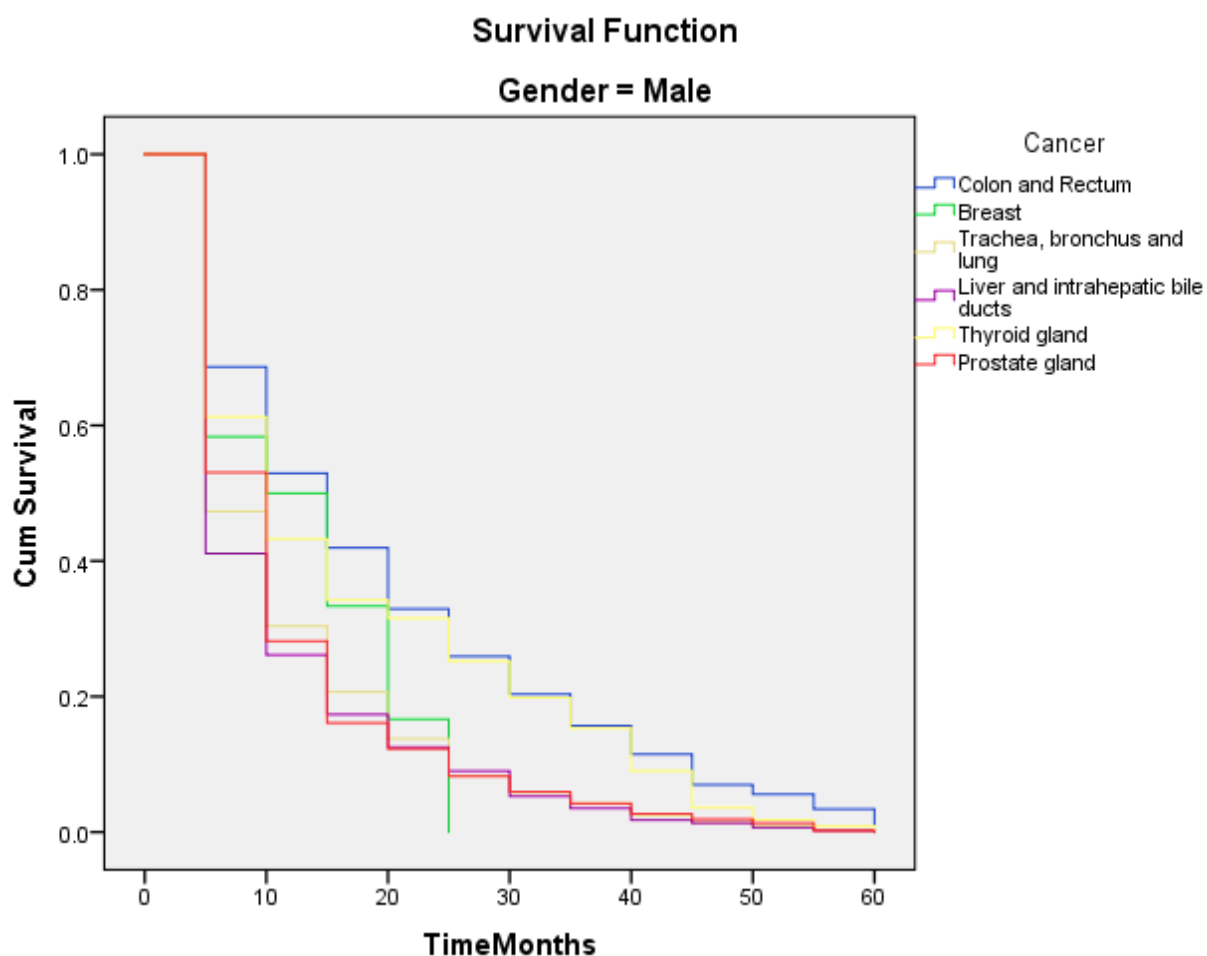 Survival Function
Gender = Male
Cancer
Colon and Rectum
Breast
Trachea, bronchus and
lung
Liver and intrahepatic bile
ducts
Thyroid gland
Prostate gland
Cum Survival
1.0
0.8
0.6
0.4
0.2
0.0
0 10 20 30 40 50 60
TimeMonths